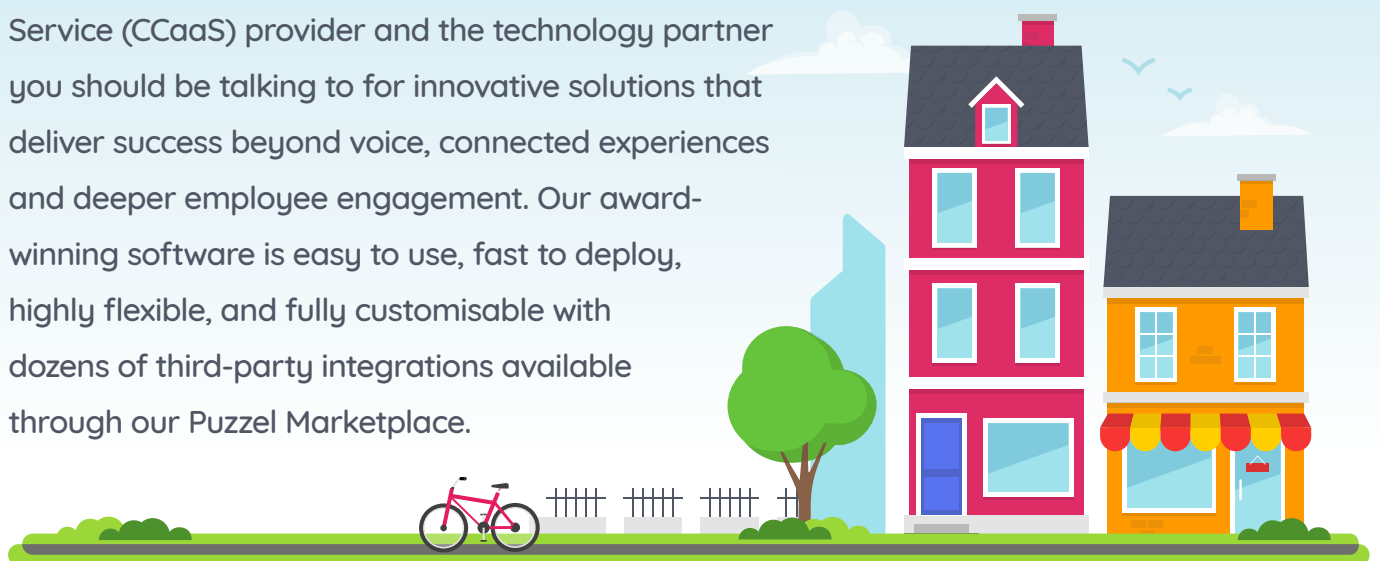 Service (CCaaS) provider and the technology partner
you should be talking to for innovative solutions that
deliver success beyond voice, connected experiences
and deeper employee engagement. Our award-
winning software is easy to use, fast to deploy,
highly flexible, and fully customisable with
dozens of third-party integrations available
through our Puzzel Marketplace.